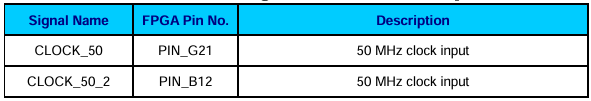 Signal Name FPGA Pin No. Description
CLOCK_50 PIN_G21 50 MHz clock input
CLOCK_50_2 PIN_B12 50 MHz clock input